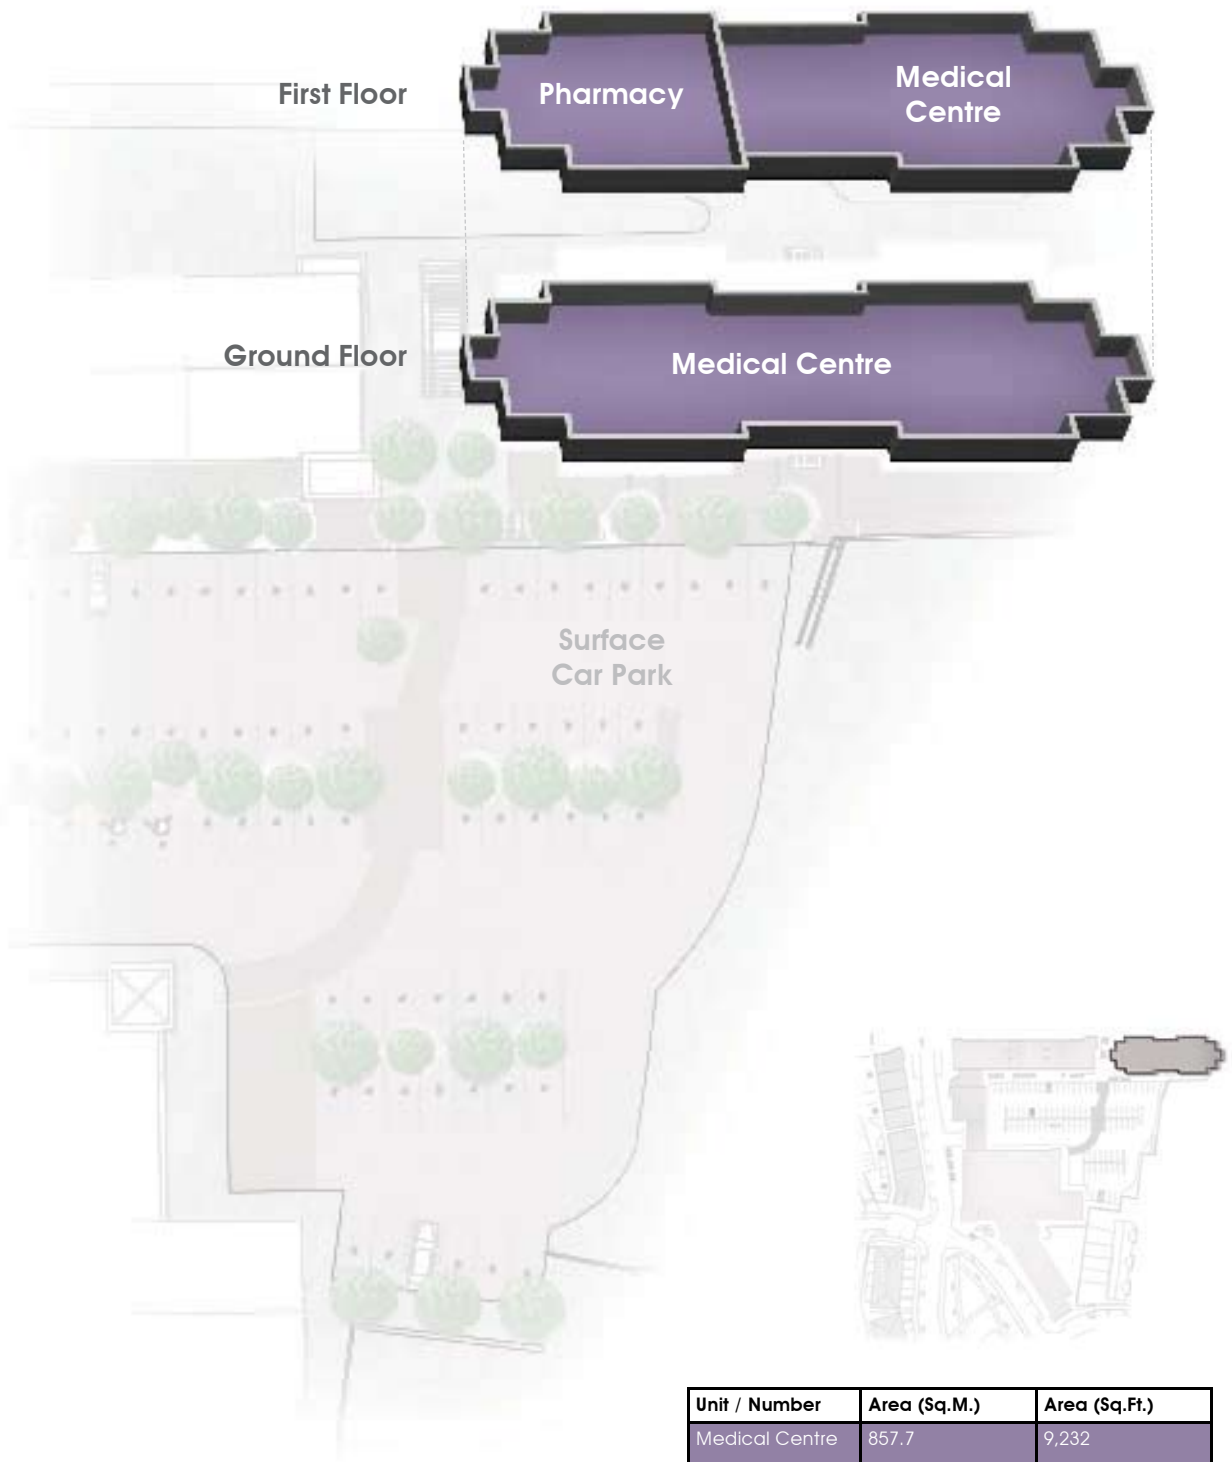 First Floor
Pharmacy
Medical
Centre
Ground Floor
Medical Centre
Surface
Car Park
Unit / Number Area (Sq.M.) Area (Sq.Ft.)
Medical Centre 857.7 9,232